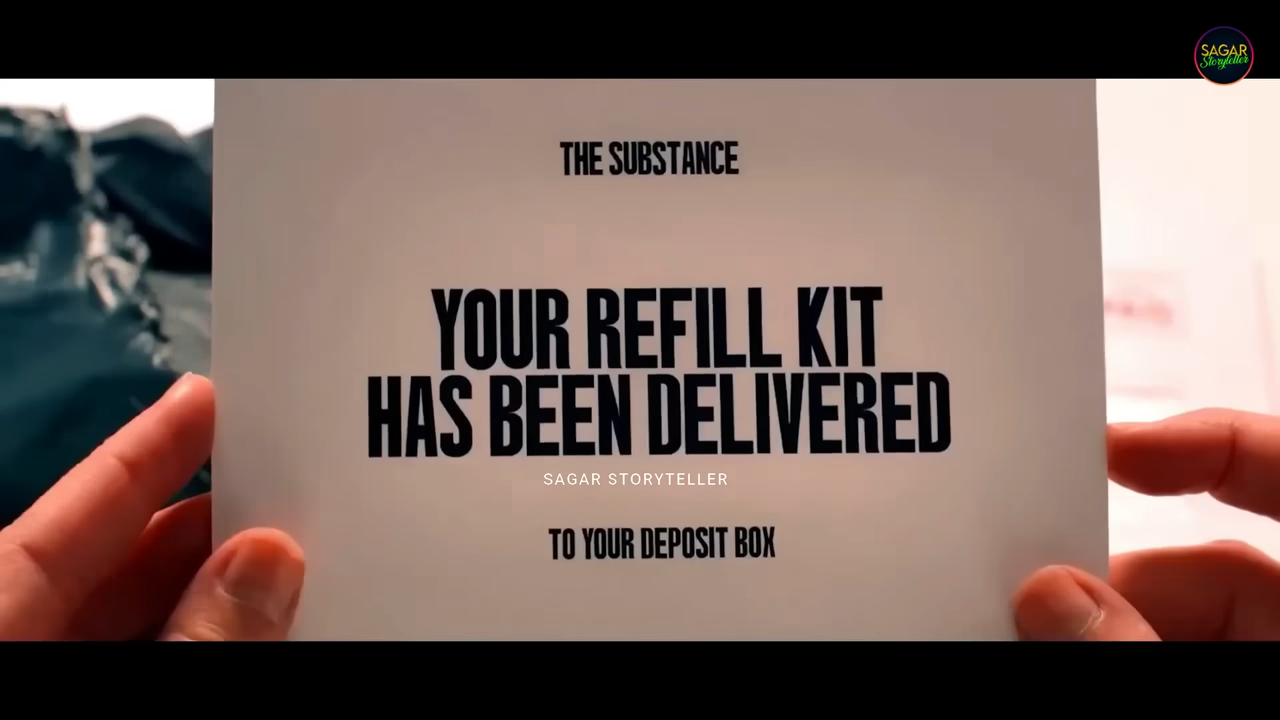 SAGAR
Storyteller
THE SUBSTANCE
YOUR REFILL KIT
HAS BEEN DELIVERED
SAGAR STORYTELLER
TO YOUR DEPOSIT BOX